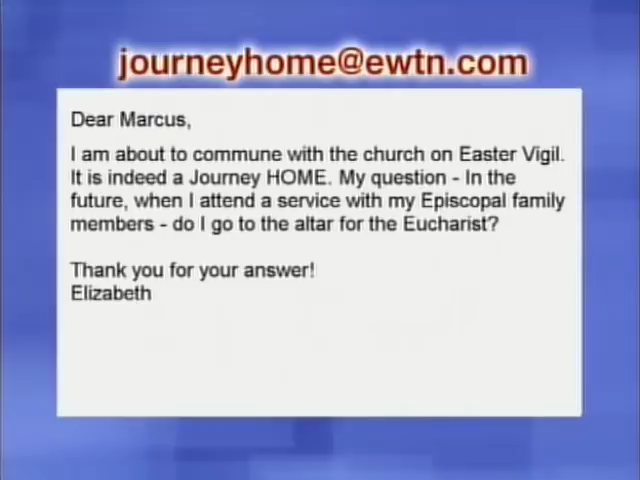 journeyhome@ewtn.com
Dear Marcus,
I am about to commune with the church on Easter Vigil.
It is indeed a Journey HOME. My question - In the
future, when I attend a service with my Episcopal family
members - do I go to the altar for the Eucharist?
Thank you for your answer!
Elizabeth